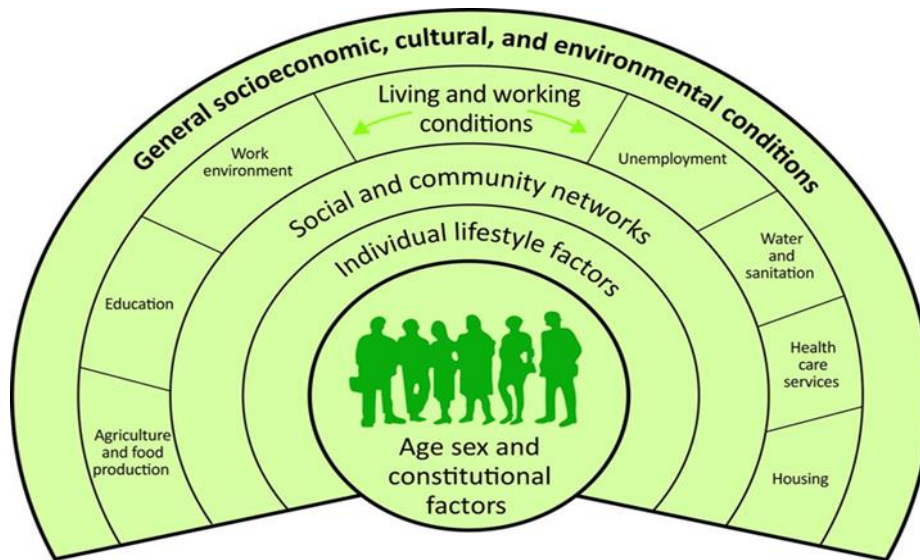 General socioeconomic, cultural, and environmental conditions
Living and working
conditions
Work
environment
Unemployment
Social and community networks
Individual lifestyle factors
Education
Water
and
sanitation
Agriculture
and food
production
Health
care
services
Housing
Age sex and
constitutional
factors